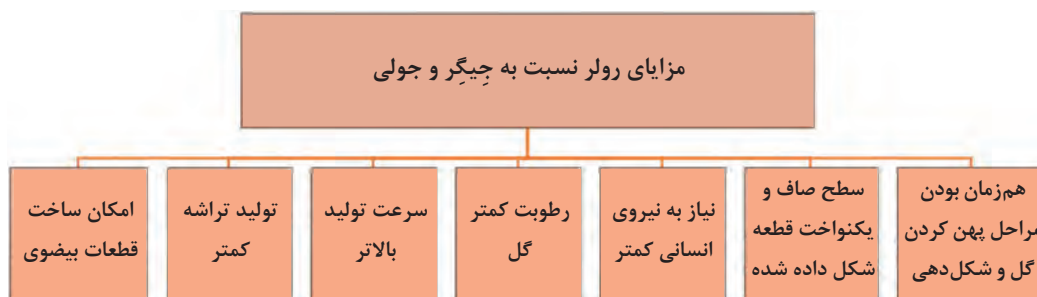 مزایای رولر نسبت به جِیگِر و جولی
هم‌زمان بودن
مراحل پهن کردن
گل و شکل‌دهی
سطح صاف و
یکنواخت قطعه
شکل داده شده
نیاز به نیروی
انسانی کمتر
رطوبت کمتر
گل
سرعت تولید
بالاتر
تولید تراشه
کمتر
امکان ساخت
قطعات بیضوی